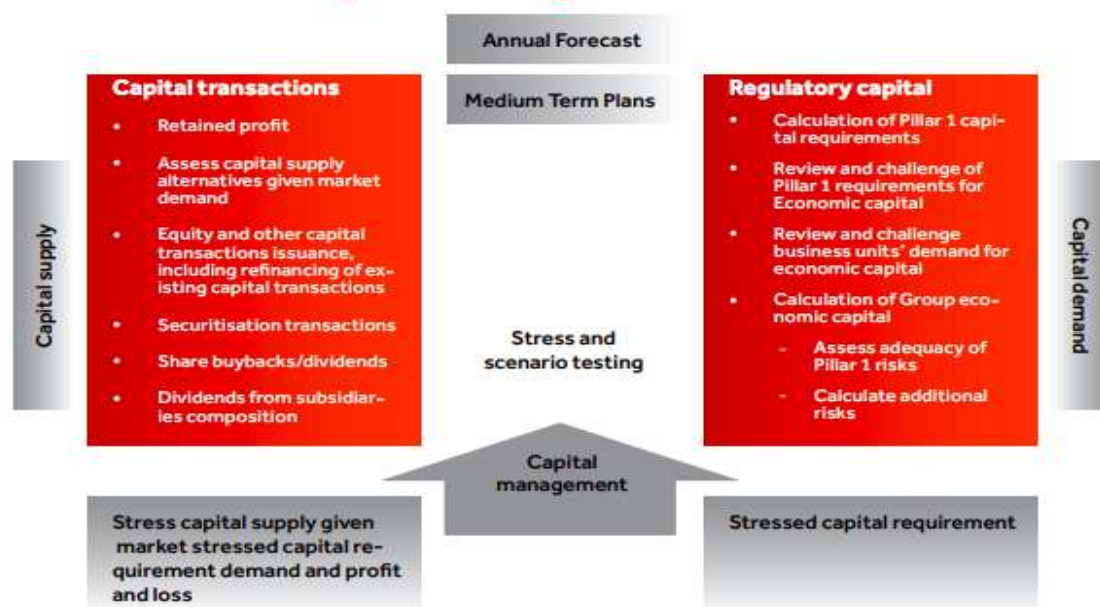 Annual Forecast
Medium Term Plans
Capital supply
Capital transactions
• Retained profit
• Assess capital supply
alternatives given market
demand
• Equity and other capital
transactions issuance,
including refinancing of ex-
isting capital transactions
• Securitisation transactions
• Share buybacks/dividends
• Dividends from subsidiar-
ies composition
Stress and
scenario testing
Regulatory capital
• Calculation of Pillar 1 capi-
tal requirements
• Review and challenge of
Pillar 1 requirements for
Economic capital
• Review and challenge
business units' demand for
economic capital
• Calculation of Group eco-
nomic capital
- Assess adequacy of
Pillar 1 risks
- Calculate additional
risks
Capital demand
Capital
management
Stress capital supply given
market stressed capital re-
quirement demand and profit
and loss
Stressed capital requirement